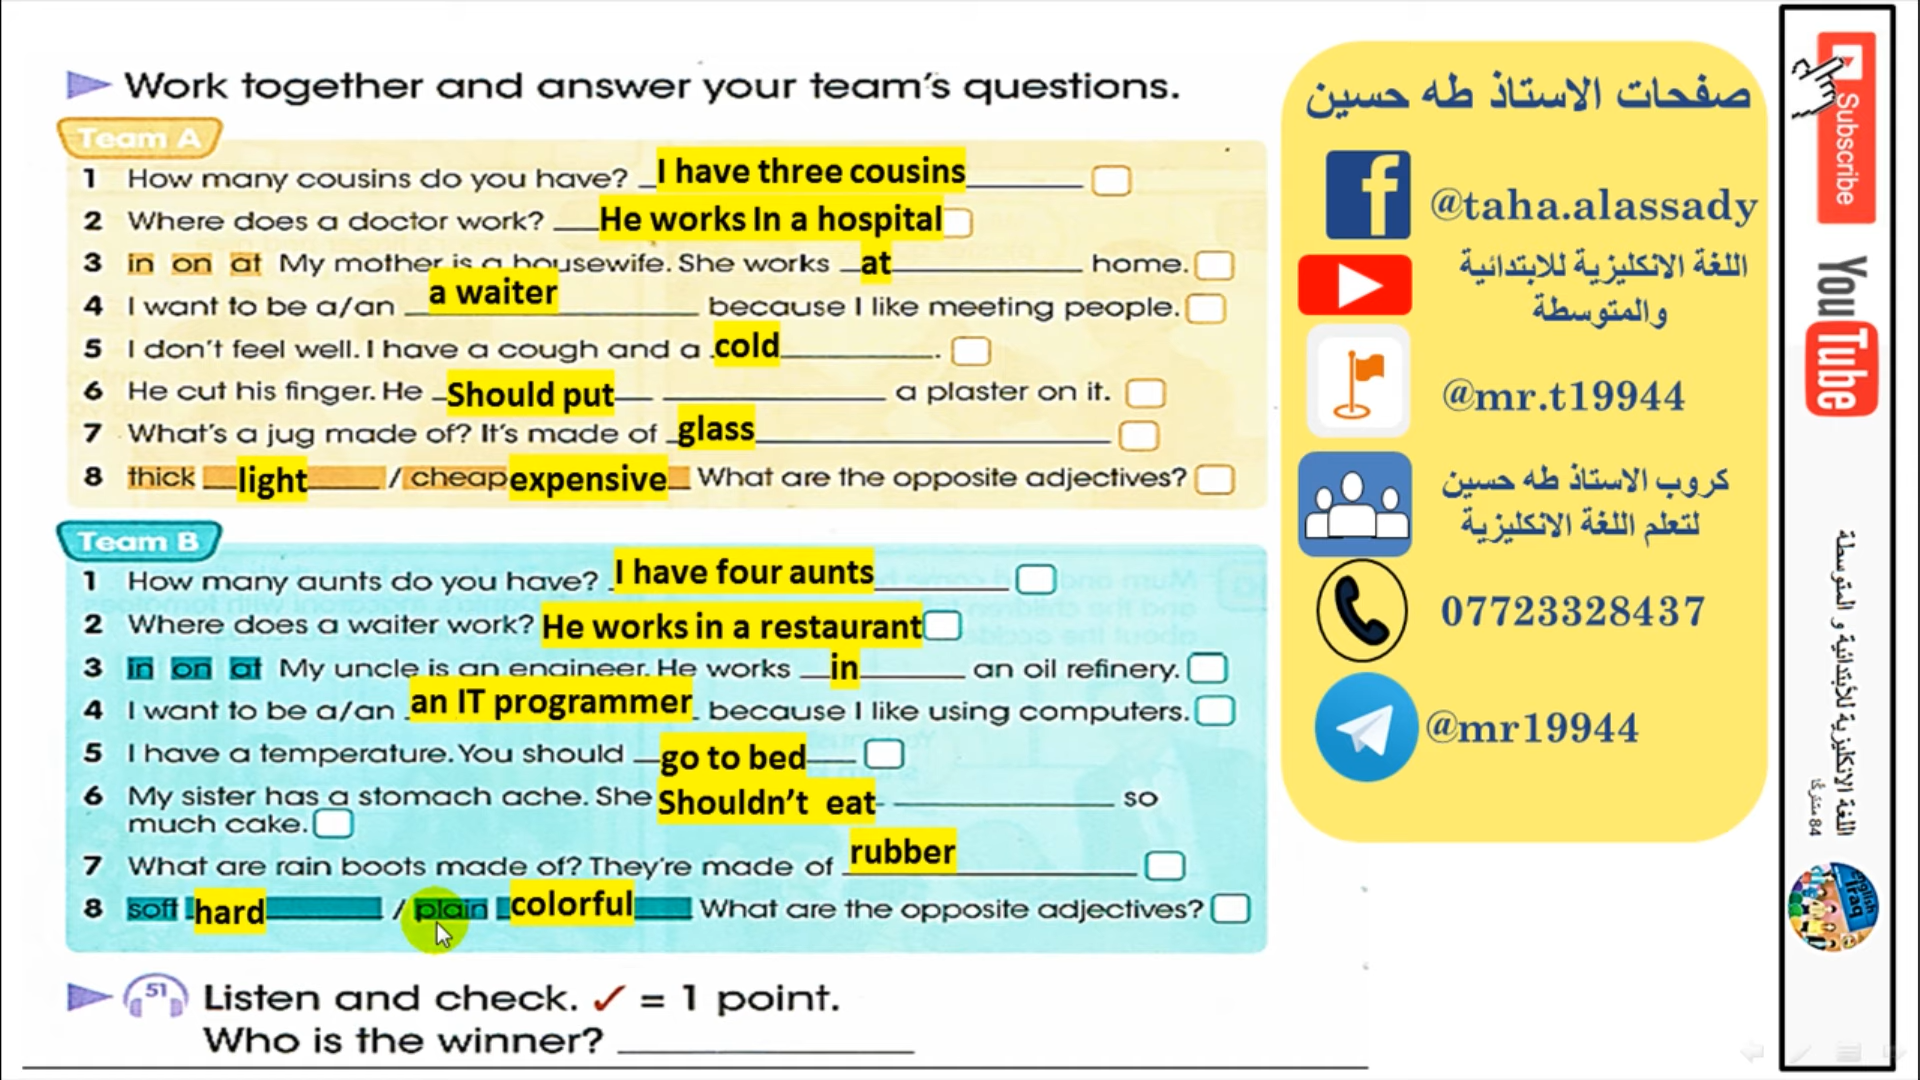 Work together and answer your team's questions.
Team A
1 How many cousins do you have? I have three cousins
2 Where does a doctor work? He works In a hospital
3 in on at My mother is a housewife. She works at home.
4 I want to be a/an a waiter because I like meeting people.
5 I don't feel well. I have a cough and a cold.
6 He cut his finger. He Should put a plaster on it.
7 What's a jug made of? It's made of glass
8 thick light / cheap expensive What are the opposite adjectives?
Team B
1 How many aunts do you have? I have four aunts
2 Where does a waiter work? He works in a restaurant
3 in on at My uncle is an engineer. He works in an oil refinery.
4 I want to be a/an an IT programmer because I like using computers.
5 I have a temperature. You should go to bed
6 My sister has a stomach ache. She Shouldn't eat so
much cake.
7 What are rain boots made of? They're made of rubber
8 soft hard / plain colorful What are the opposite adjectives?
51 Listen and check. ✓ = 1 point.
Who is the winner?
صفحات الاستاذ طه حسين
f @taha.alassady
اللغة الانكليزية للابتدائية
والمتوسطة
@mr.t19944
كروب الاستاذ طه حسين
لتعلم اللغة الانكليزية
07723328437
@mr19944
Subscribe
YouTube
اللغة الانكليزية للأبتدائية و المتوسطة
English
Iraq